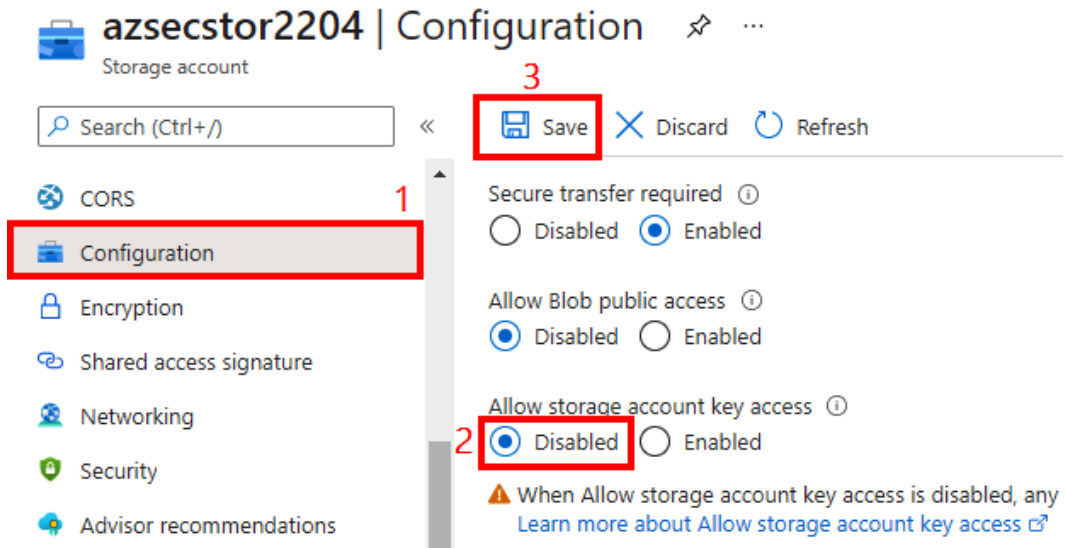 azsecstor2204 | Configuration ...
Storage account
3
Search (Ctrl+/)
«
Save Discard Refresh
CORS
1
Configuration
Encryption
Shared access signature
Networking
Security
Advisor recommendations
Secure transfer required
Disabled Enabled
Allow Blob public access
Disabled Enabled
Allow storage account key access
2
Disabled Enabled
When Allow storage account key access is disabled, any
Learn more about Allow storage account key access